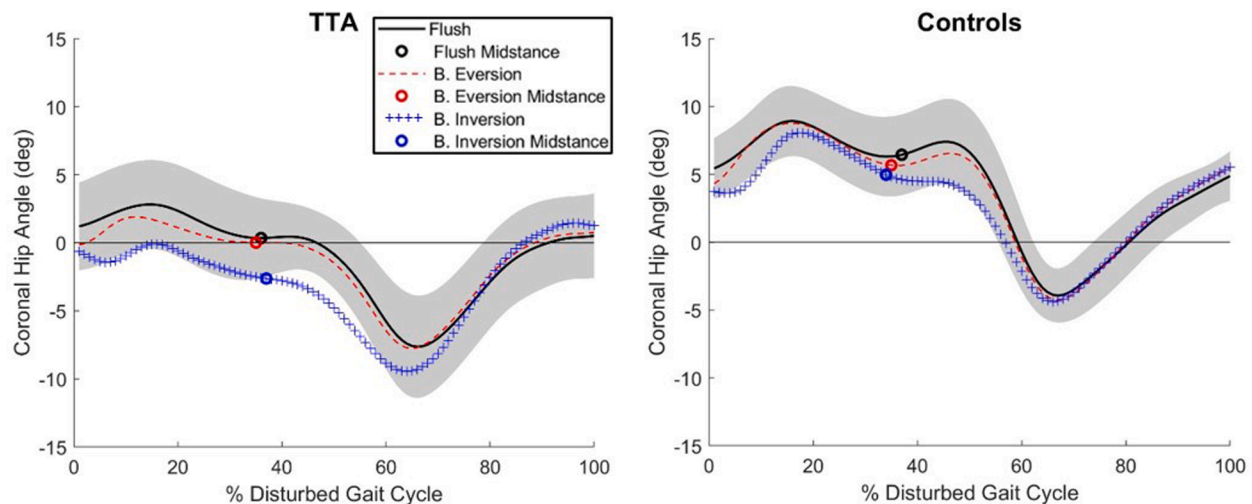 TTA
Flush
Flush Midstance
B. Eversion
B. Eversion Midstance
B. Inversion
B. Inversion Midstance
15
10
5
0
-5
-10
-15
Coronal Hip Angle (deg)
0 20 40 60 80 100
% Disturbed Gait Cycle
Controls
15
10
5
0
-5
-10
-15
Coronal Hip Angle (deg)
0 20 40 60 80 100
% Disturbed Gait Cycle